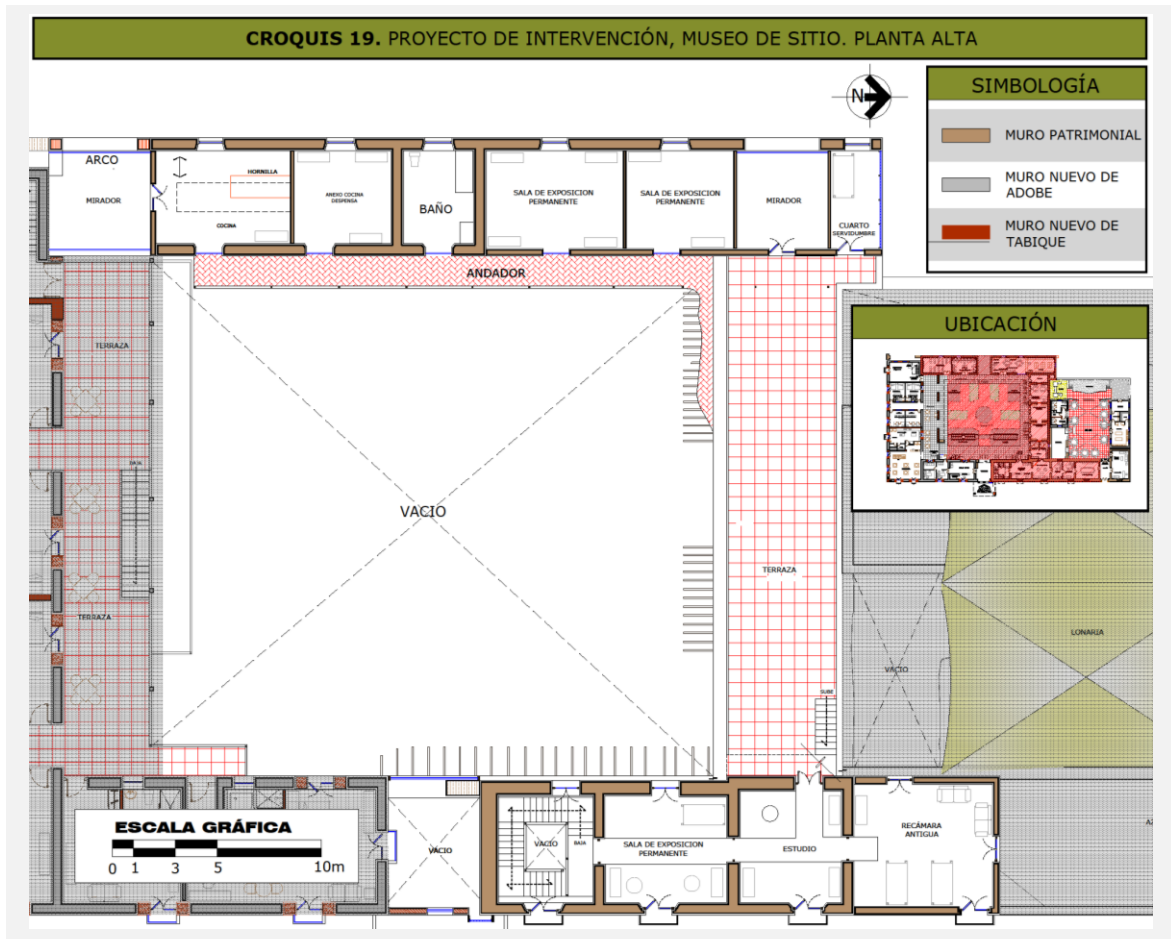 CROQUIS 19. PROYECTO DE INTERVENCIÓN, MUSEO DE SITIO. PLANTA ALTA
N
SIMBOLOGÍA
MURO PATRIMONIAL
MURO NUEVO DE
ADOBE
MURO NUEVO DE
TABIQUE
ARCO
MIRADOR
HORNILLA
COCINA
ANEXO COCINA
DESPENSA
BAÑO
SALA DE EXPOSICION
PERMANENTE
SALA DE EXPOSICION
PERMANENTE
MIRADOR
CUARTO
SERVIDUMBRE
ANDADOR
UBICACIÓN
TERRAZA
VACIO
TERRAZA
TERRAZA
LONARIA
VACIO
SUBE
ESCALA GRÁFICA
0 1 3 5 10m
VACIO
VACIO
BAJA
SALA DE EXPOSICION
PERMANENTE
ESTUDIO
RECÁMARA
ANTIGUA